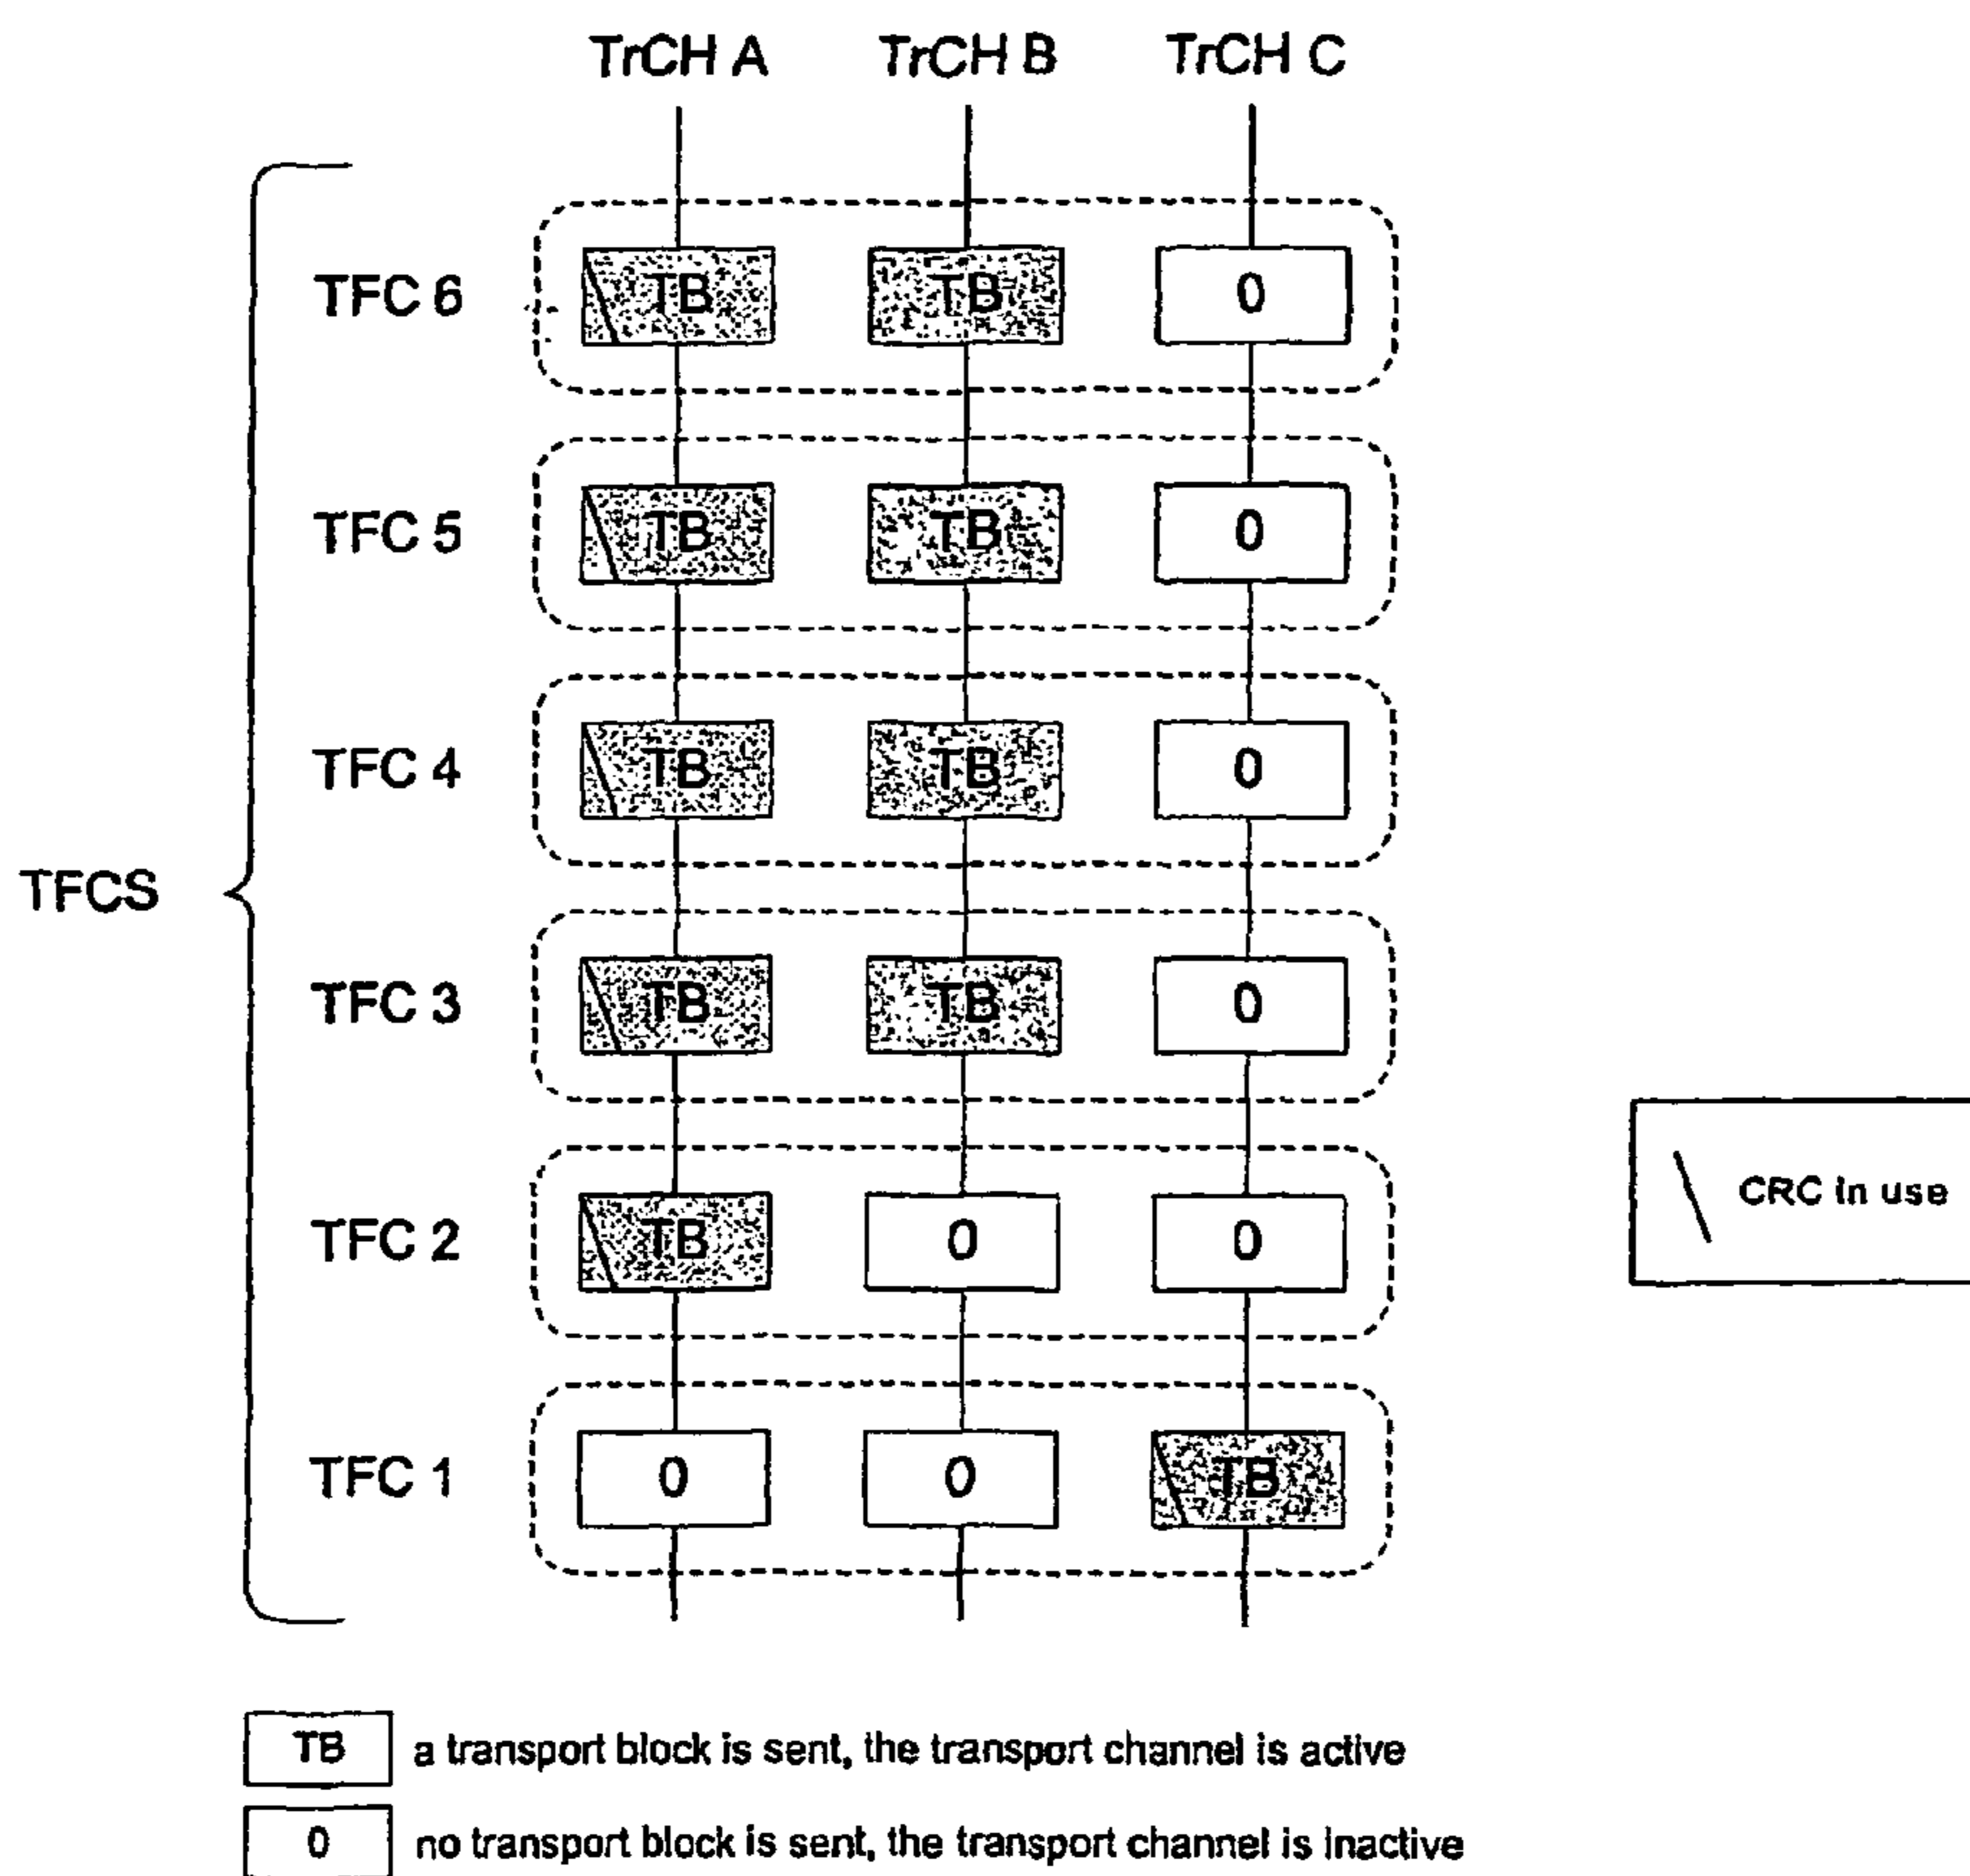 TrCH A TrCH B TrCH C
TFC 6 TB TB 0
TFC 5 TB TB 0
TFC 4 TB TB 0
TFCS
TFC 3 TB TB 0
TFC 2 TB 0 0
CRC in use
TFC 1 0 0 TB
TB a transport block is sent, the transport channel is active
0 no transport block is sent, the transport channel is inactive